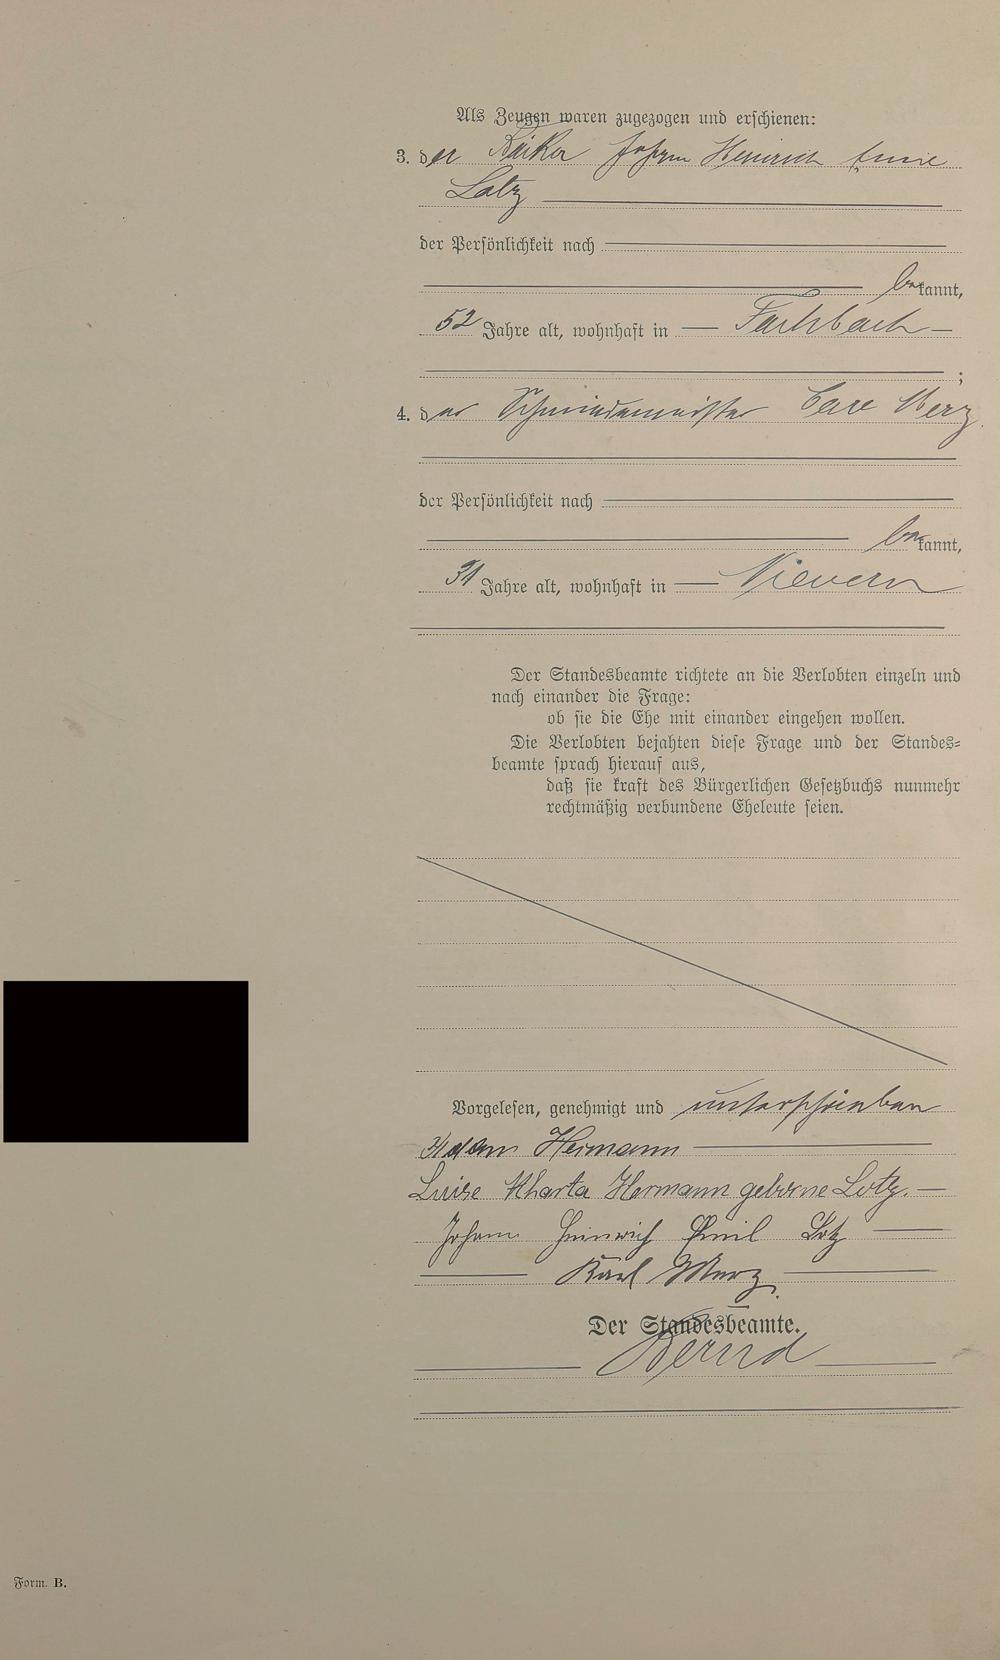 Als Zeugen waren zugezogen und erschienen:
3. der Johann Heinrich Emil
Lotz
der Persönlichkeit nach
bekannt,
52 Jahre alt, wohnhaft in Fachbach
;
4. der Schmiedemeister Carl Merz
der Persönlichkeit nach
bekannt,
31 Jahre alt, wohnhaft in Nievern
Der Standesbeamte richtete an die Verlobten einzeln und
nach einander die Frage:
ob sie die Ehe mit einander eingehen wollen.
Die Verlobten bejahten diese Frage und der Standes-
beamte sprach hierauf aus,
daß sie kraft des Bürgerlichen Gesetzbuchs nunmehr
rechtmäßig verbundene Eheleute seien.
Vorgelesen, genehmigt und unterschrieben
Adam Hermann
Luise Hermann geborne Lotz.
Johann Heinrich Emil Lotz
Karl Merz
Der Standesbeamte.
Bernd
Form. B.